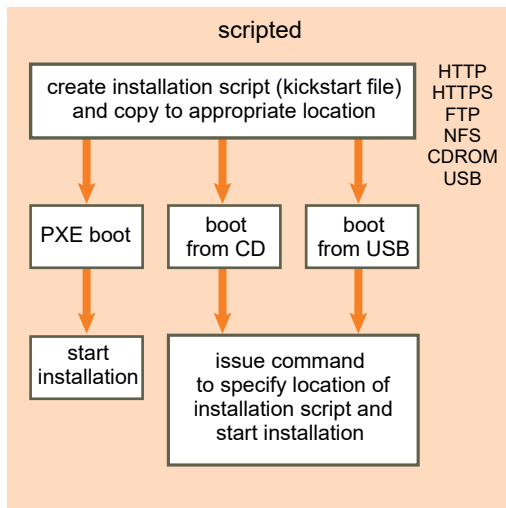 scripted
create installation script (kickstart file)
and copy to appropriate location
HTTP
HTTPS
FTP
NFS
CDROM
USB
PXE boot
boot
from CD
boot
from USB
start
installation
issue command
to specify location of
installation script and
start installation